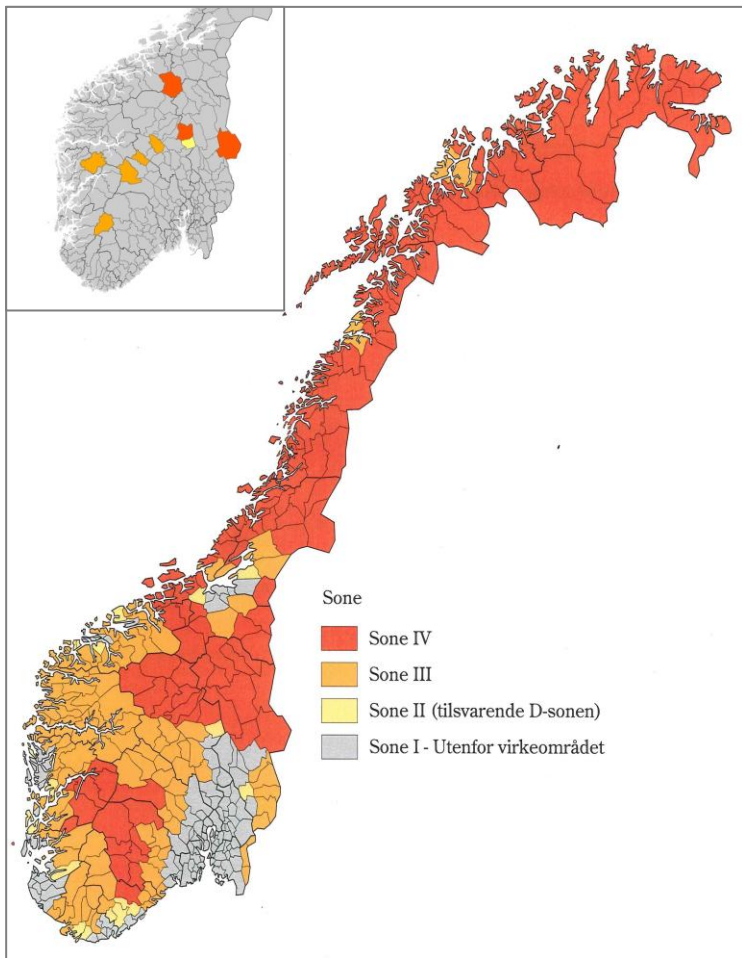 Sone
Sone IV
Sone III
Sone II (tilsvarende D-sonen)
Sone I - Utenfor virkeområdet